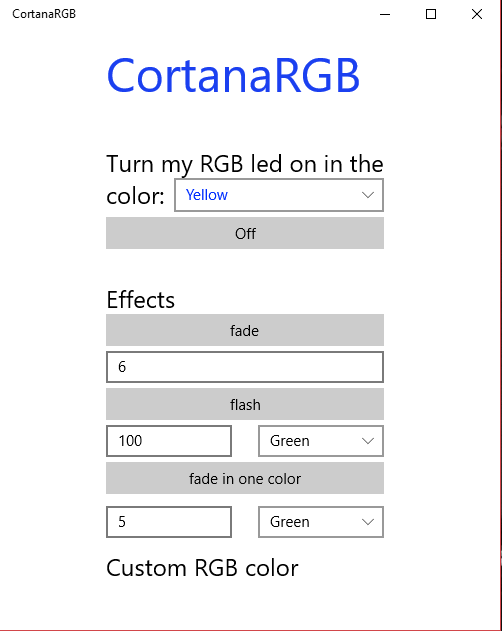 CortanaRGB
CortanaRGB
Turn my RGB led on in the
color: Yellow
Off
Effects
fade
6
flash
100 Green
fade in one color
5 Green
Custom RGB color